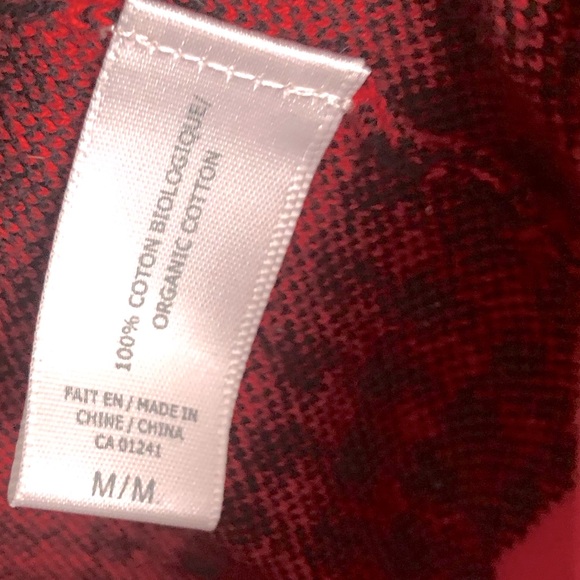 100% COTON BIOLOGIQUE/
ORGANIC COTTON
FAIT EN / MADE IN
CHINE / CHINA
CA 01241
M/M